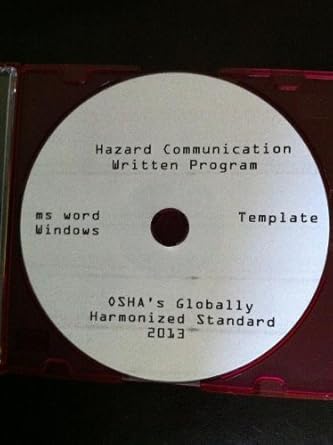 Hazard Communication
Written Program
ms word
Windows
Template
OSHA's Globally
Harmonized Standard
2013